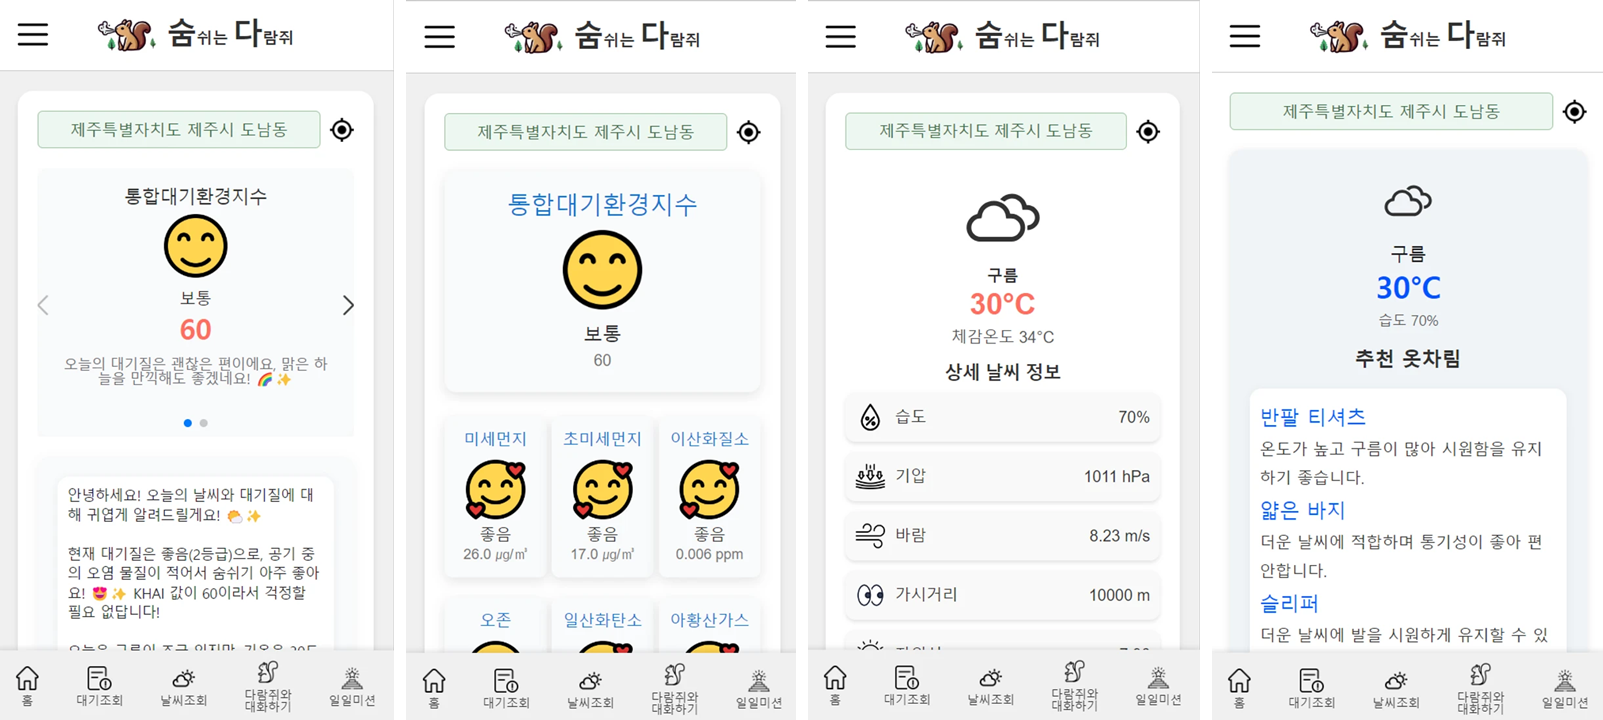 숨쉬는 다람쥐
제주특별자치도 제주시 도남동
통합대기환경지수
보통
60
오늘의 대기질은 괜찮은 편이에요, 맑은 하
늘을 만끽해도 좋겠네요! 🌈✨
안녕하세요! 오늘의 날씨와 대기질에 대
해 귀엽게 알려드릴게요! 🌤️✨
현재 대기질은 좋음(2등급)으로, 공기 중
의 오염 물질이 적어서 숨쉬기 아주 좋아
요! 😍✨ KHAI 값이 60이라서 걱정할
필요 없답니다!
홈
대기조회
날씨조회
다람쥐와
대화하기
일일미션
숨쉬는 다람쥐
제주특별자치도 제주시 도남동
통합대기환경지수
보통
60
미세먼지
초미세먼지
이산화질소
좋음
좋음
좋음
26.0 ㎍/㎥
17.0 ㎍/㎥
0.006 ppm
오존
일산화탄소
아황산가스
홈
대기조회
날씨조회
다람쥐와
대화하기
일일미션
숨쉬는 다람쥐
제주특별자치도 제주시 도남동
구름
30°C
체감온도 34°C
상세 날씨 정보
습도 70%
기압 1011 hPa
바람 8.23 m/s
가시거리 10000 m
홈
대기조회
날씨조회
다람쥐와
대화하기
일일미션
숨쉬는 다람쥐
제주특별자치도 제주시 도남동
구름
30°C
습도 70%
추천 옷차림
반팔 티셔츠
온도가 높고 구름이 많아 시원함을 유지
하기 좋습니다.
얇은 바지
더운 날씨에 적합하며 통기성이 좋아 편
안합니다.
슬리퍼
더운 날씨에 발을 시원하게 유지할 수 있
홈
대기조회
날씨조회
다람쥐와
대화하기
일일미션